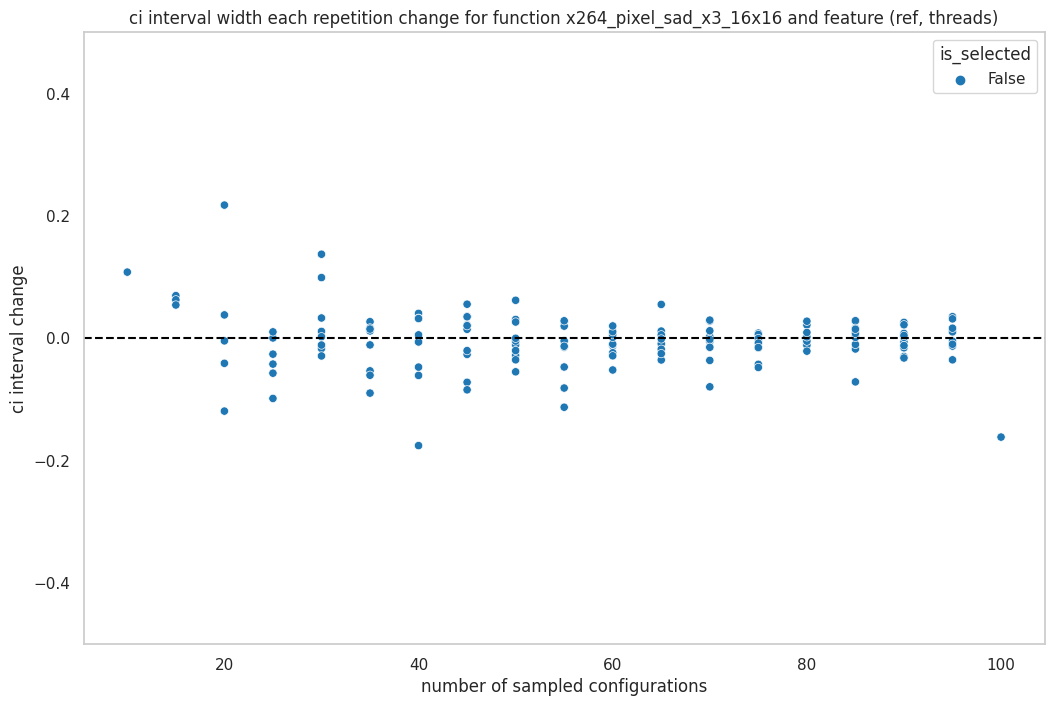 ci interval width each repetition change for function x264_pixel_sad_x3_16x16 and feature (ref, threads)
is_selected
False
0.4
0.2
0.0
−0.2
−0.4
ci interval change
20 40 60 80 100
number of sampled configurations